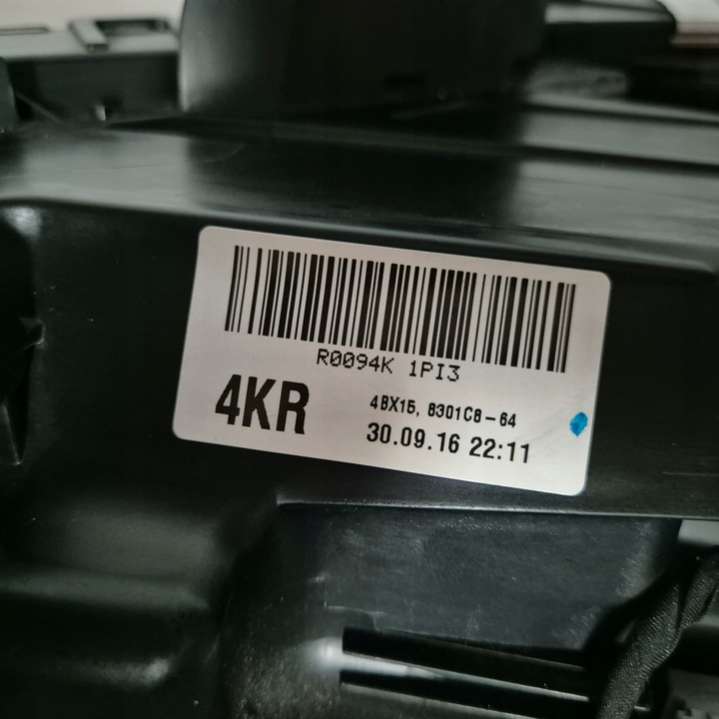 R0094K 1PI3
4KR
4BX15, 8301C8-64
30.09.16 22:11